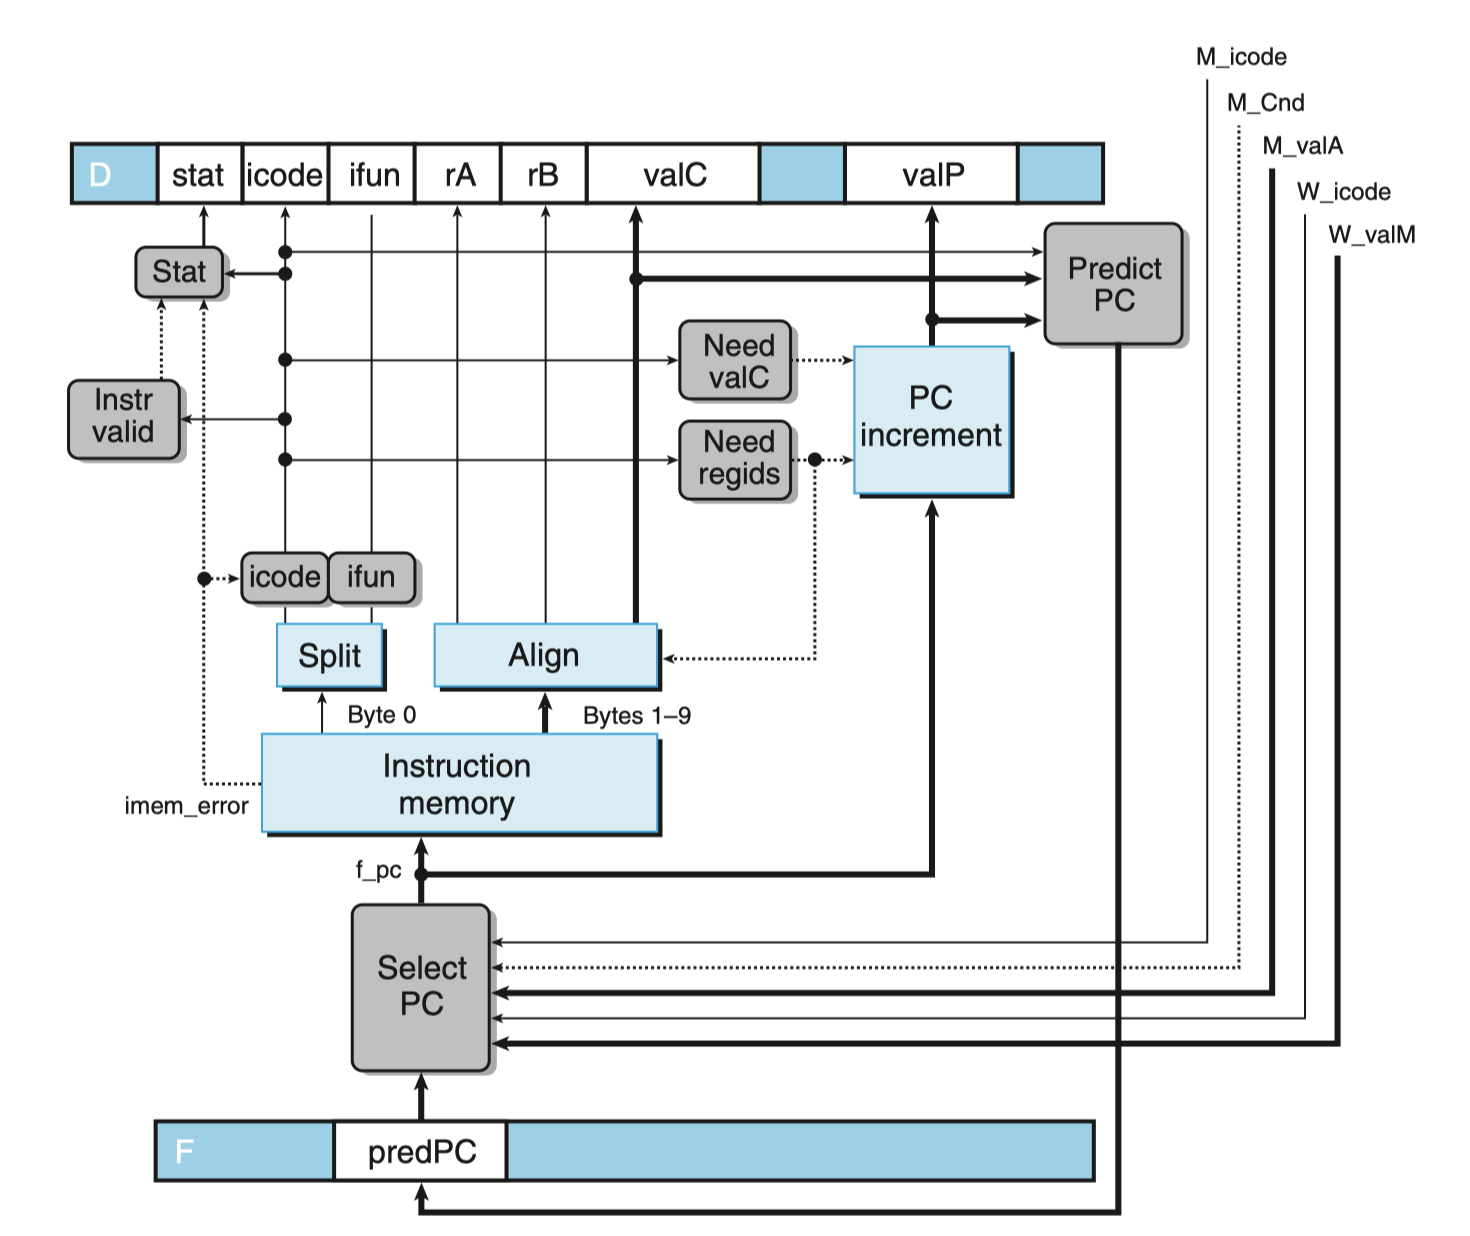 M_icode
M_Cnd
M_valA
W_icode
W_valM
D stat icode ifun rA rB valC valP
Stat
Predict
PC
Need
valC
Instr
valid
PC
increment
Need
regids
icode ifun
Split
Align
Byte 0
Bytes 1–9
Instruction
memory
imem_error
f_pc
Select
PC
F predPC